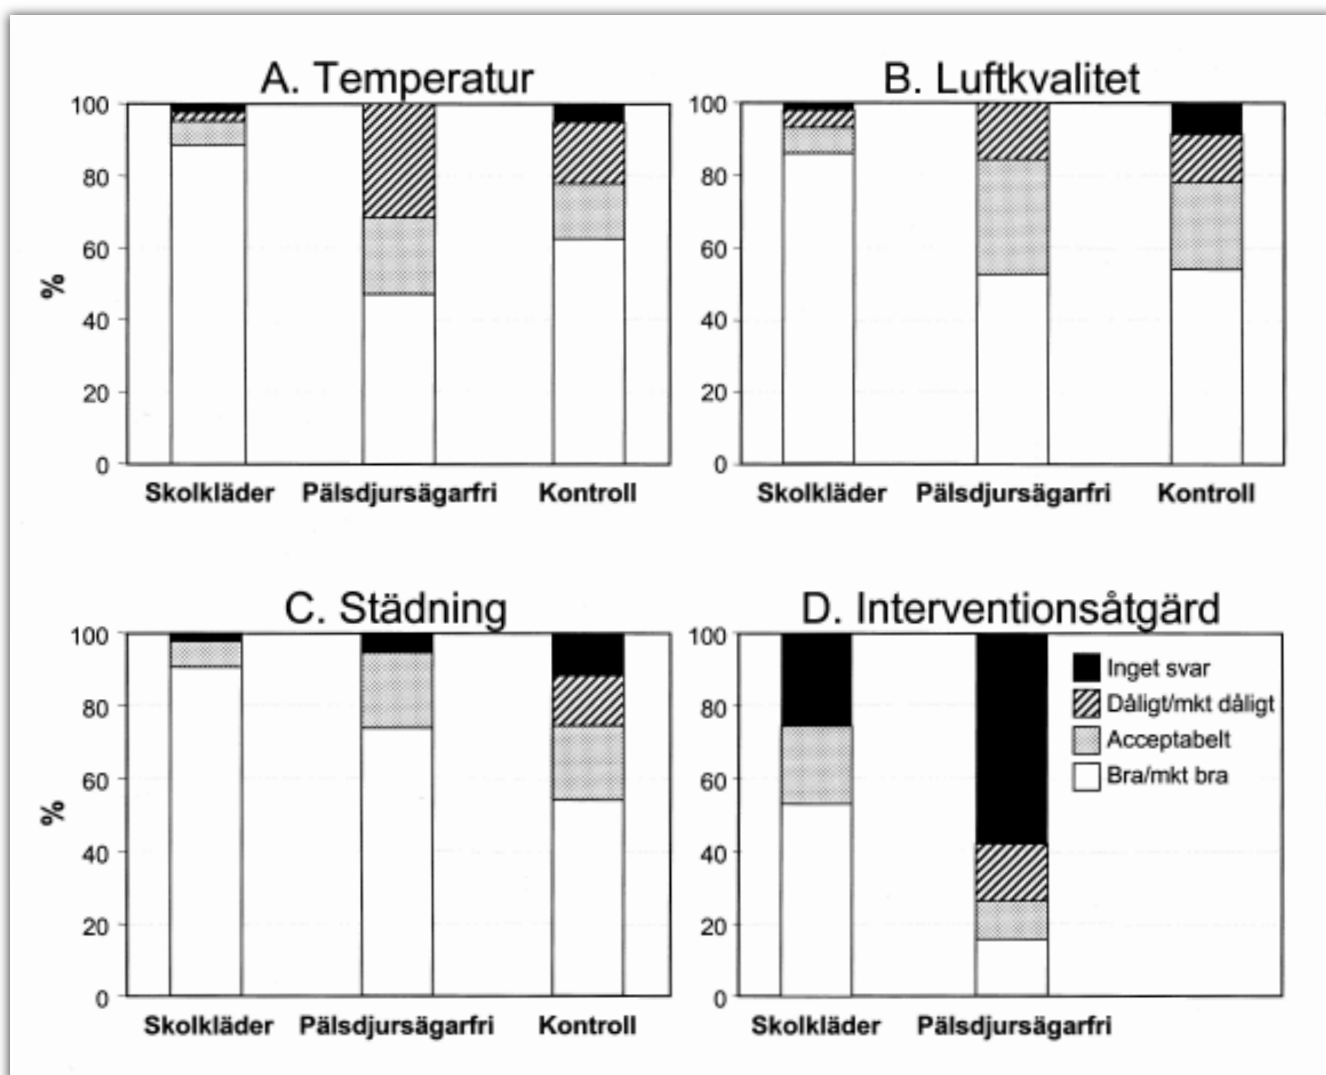 A. Temperatur
100
80
60
40
20
0
%
Skolkläder Pälsdjursägarfri Kontroll
B. Luftkvalitet
100
80
60
40
20
0
Skolkläder Pälsdjursägarfri Kontroll
C. Städning
100
80
60
40
20
0
%
Skolkläder Pälsdjursägarfri Kontroll
D. Interventionsåtgärd
100
80
60
40
20
0
Inget svar
Dåligt/mkt dåligt
Acceptabelt
Bra/mkt bra
Skolkläder Pälsdjursägarfri